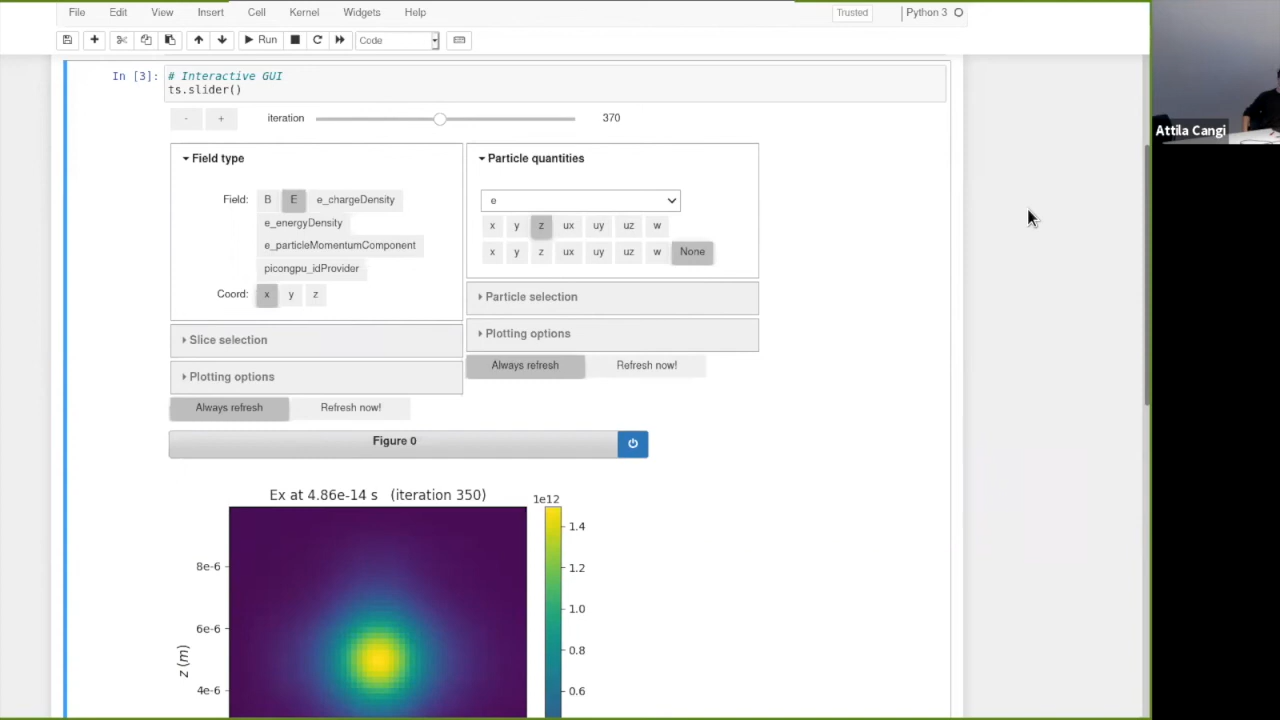 File Edit View Insert Cell Kernel Widgets Help Trusted Python 3
Run Code
In [3]: # Interactive GUI
ts.slider()
- + iteration 370
Field type
Field: B E e_chargeDensity
e_energyDensity
e_particleMomentumComponent
picongpu_idProvider
Coord: x y z
Slice selection
Plotting options
Always refresh Refresh now!
Particle quantities
e
x y z ux uy uz w
x y z ux uy uz w None
Particle selection
Plotting options
Always refresh Refresh now!
Figure 0
Ex at 4.86e-14 s (iteration 350)
1e12
1.4
8e-6
1.2
1.0
6e-6
z (m)
0.8
4e-6
0.6
Attila Cangi